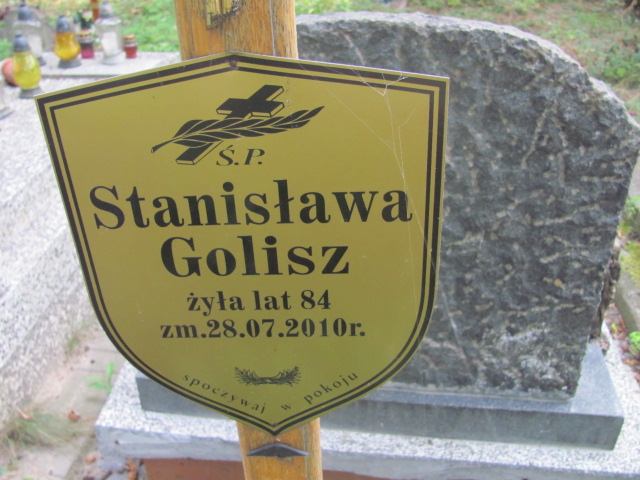 Ś.P.
Stanisława
Golisz
żyła lat 84
zm.28.07.2010r.
spoczywaj w pokoju